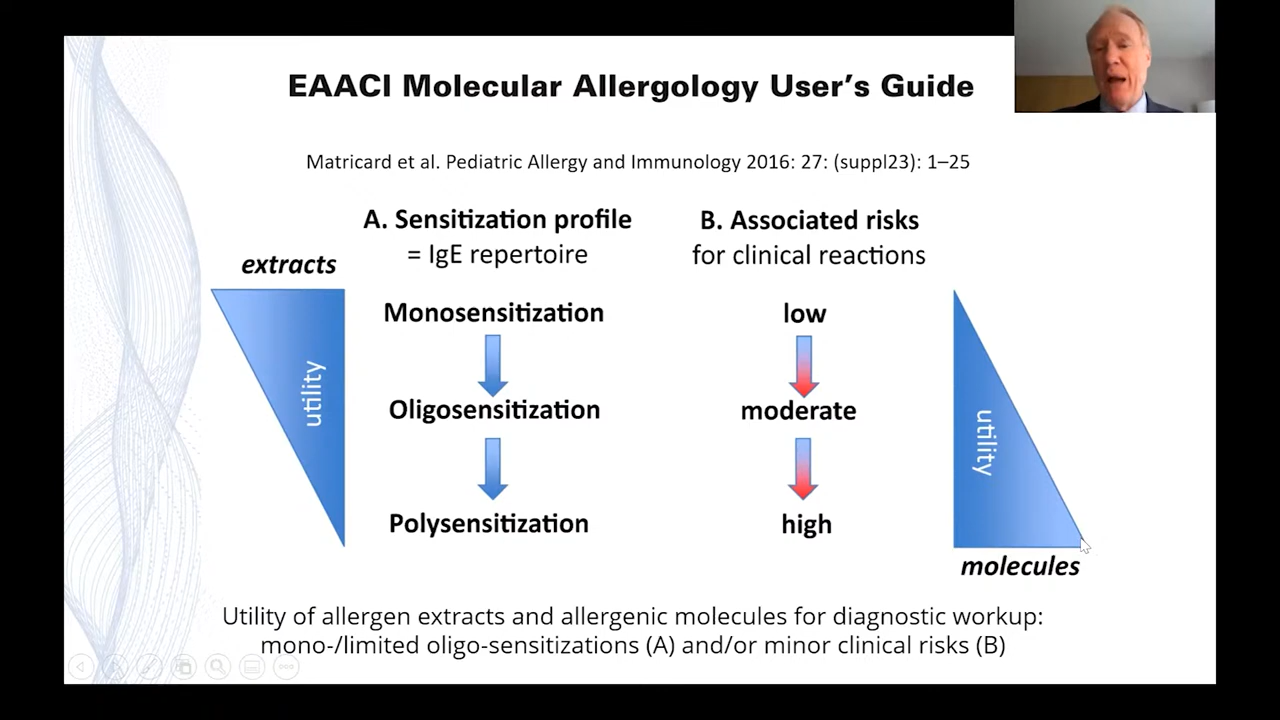 EAACI Molecular Allergology User's Guide
Matricard et al. Pediatric Allergy and Immunology 2016: 27: (suppl23): 1–25
A. Sensitization profile
= IgE repertoire
B. Associated risks
for clinical reactions
extracts
utility
Monosensitization
low
Oligosensitization
moderate
Polysensitization
high
utility
molecules
Utility of allergen extracts and allergenic molecules for diagnostic workup:
mono-/limited oligo-sensitizations (A) and/or minor clinical risks (B)